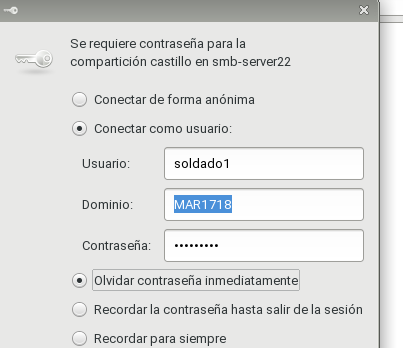 Se requiere contraseña para la
compartición castillo en smb-server22
Conectar de forma anónima
Conectar como usuario:
Usuario: soldado1
Dominio: MAR1718
Contraseña: •••••••••
Olvidar contraseña inmediatamente
Recordar la contraseña hasta salir de la sesión
Recordar para siempre